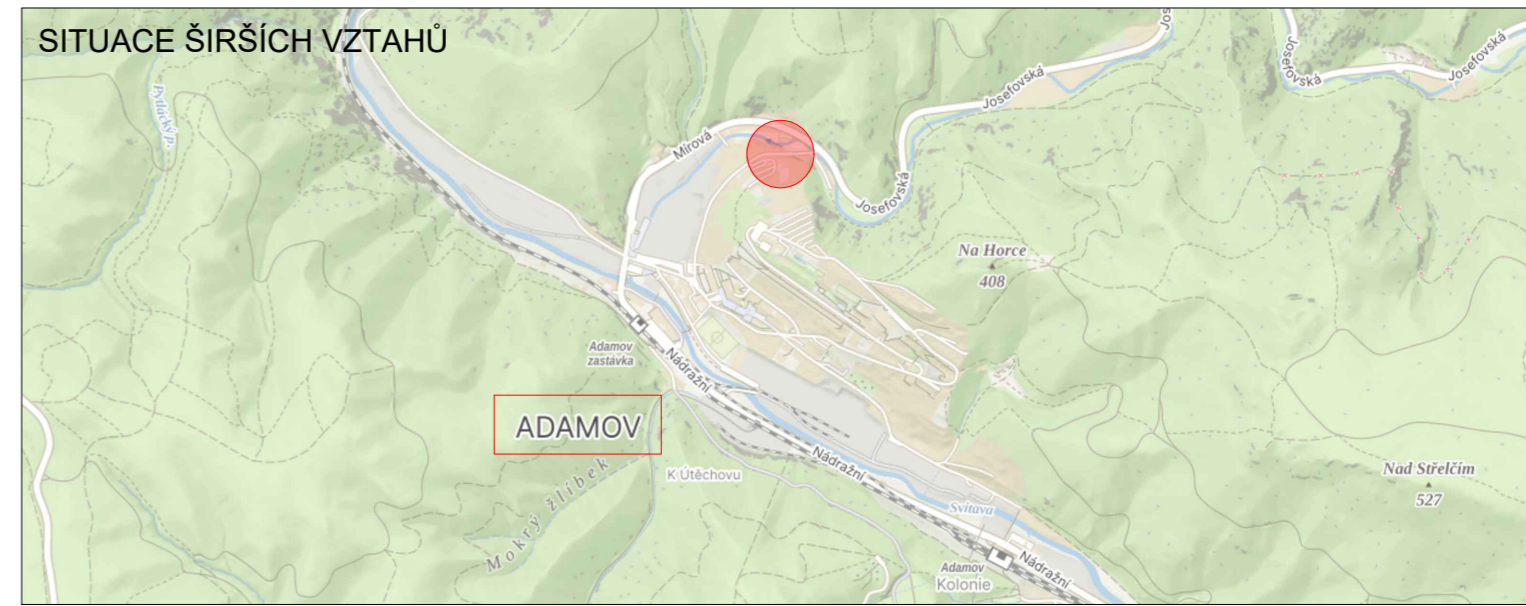 SITUACE ŠIRŠÍCH VZTAHŮ
Josefovská
Josefovská
Josefovská
Pytlácký p.
Josefovská
Mírová
Josefovská
Na Horce
408
Adamov
zastávka
Nádražní
ADAMOV
K Útěchovu
Nádražní
Nad Střelčím
527
Mokrý žlíbek
Svitava
Nádražní
Adamov
Kolonie